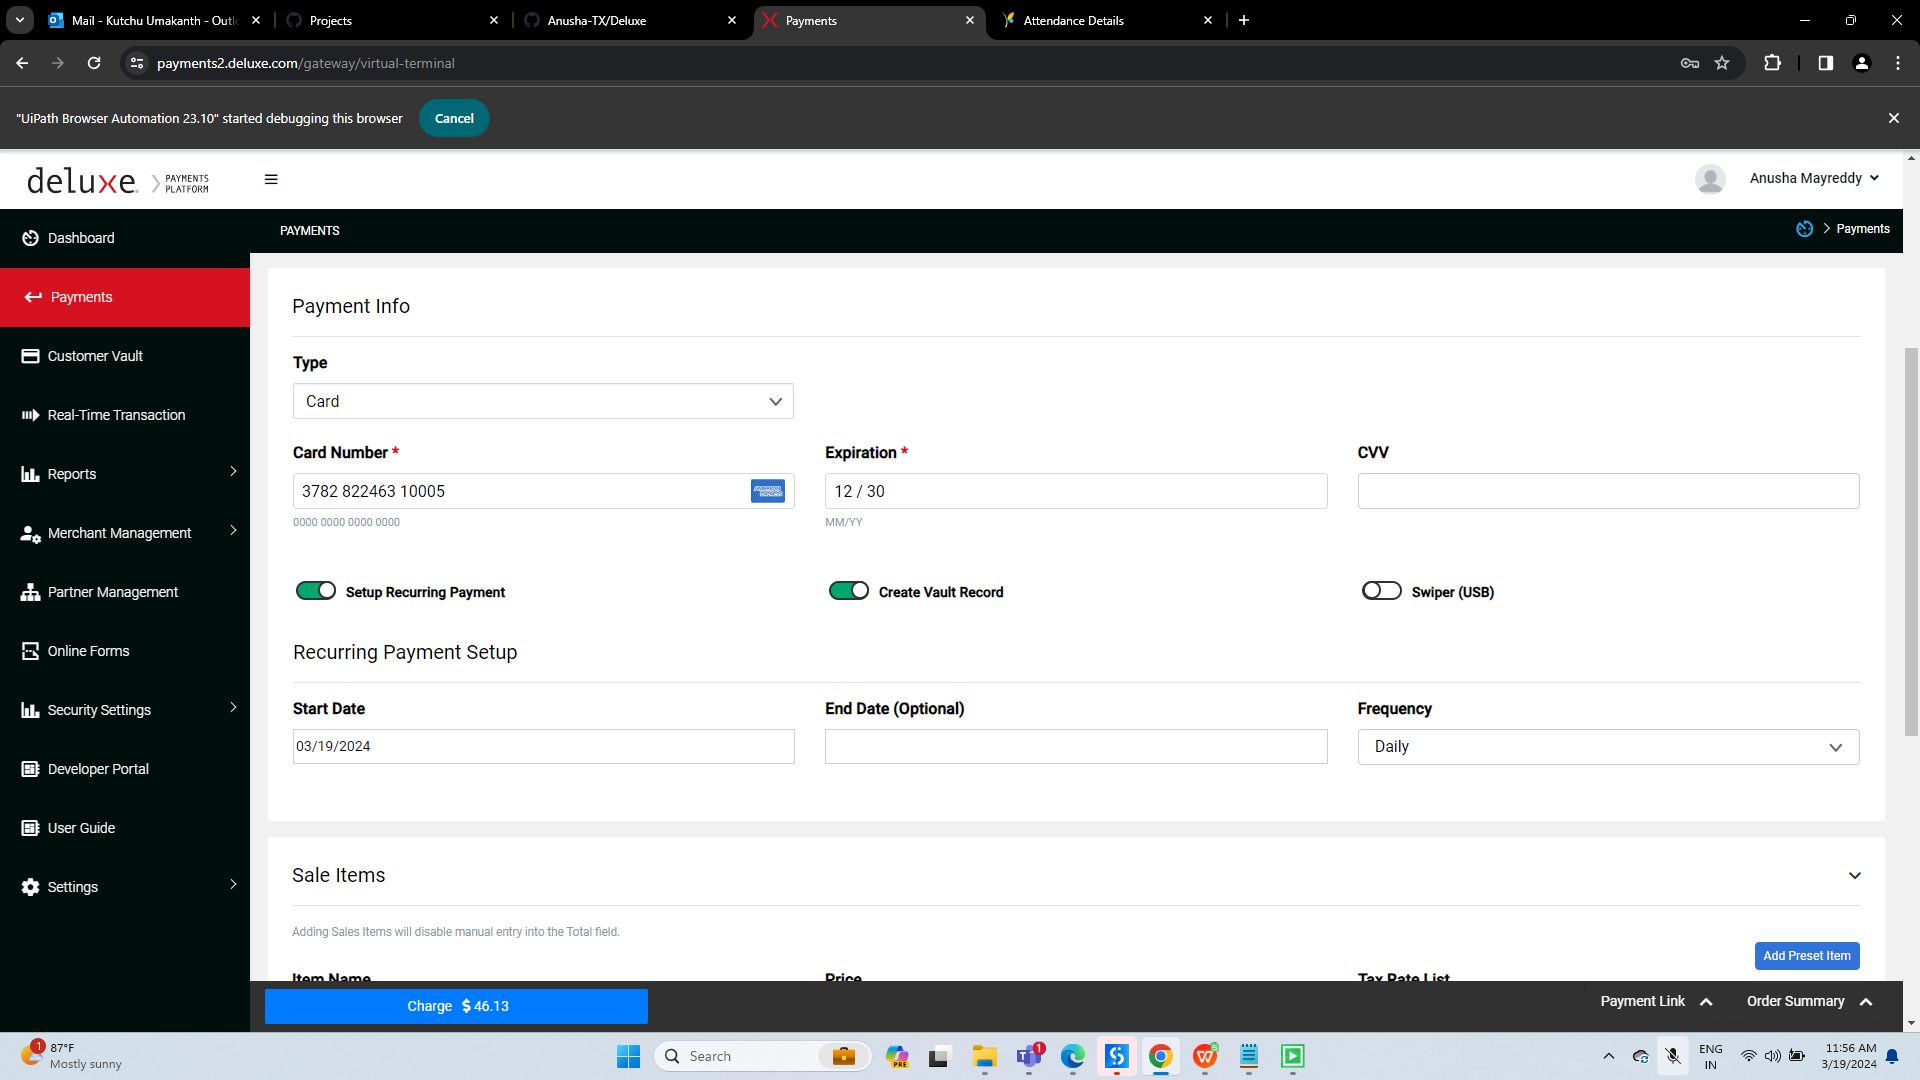 Mail - Kutchu Umakanth - Outlo
Projects
Anusha-TX/Deluxe
Payments
Attendance Details
payments2.deluxe.com/gateway/virtual-terminal
"UiPath Browser Automation 23.10" started debugging this browser
Cancel
deluxe.
PAYMENTS
PLATFORM
Anusha Mayreddy
Dashboard
PAYMENTS
Payments
Payments
Customer Vault
Real-Time Transaction
Reports
Merchant Management
Partner Management
Online Forms
Security Settings
Developer Portal
User Guide
Settings
Payment Info
Type
Card
Card Number *
Expiration *
CVV
3782 822463 10005
AMERICAN
EXPRESS
12 / 30
0000 0000 0000 0000
MM/YY
Setup Recurring Payment
Create Vault Record
Swiper (USB)
Recurring Payment Setup
Start Date
End Date (Optional)
Frequency
03/19/2024
Daily
Sale Items
Adding Sales Items will disable manual entry into the Total field.
Add Preset Item
Item Name
Price
Tax Rate List
Charge $ 46.13
Payment Link
Order Summary
1
87°F
Mostly sunny
Search
PRE
1
ENG
IN
11:56 AM
3/19/2024